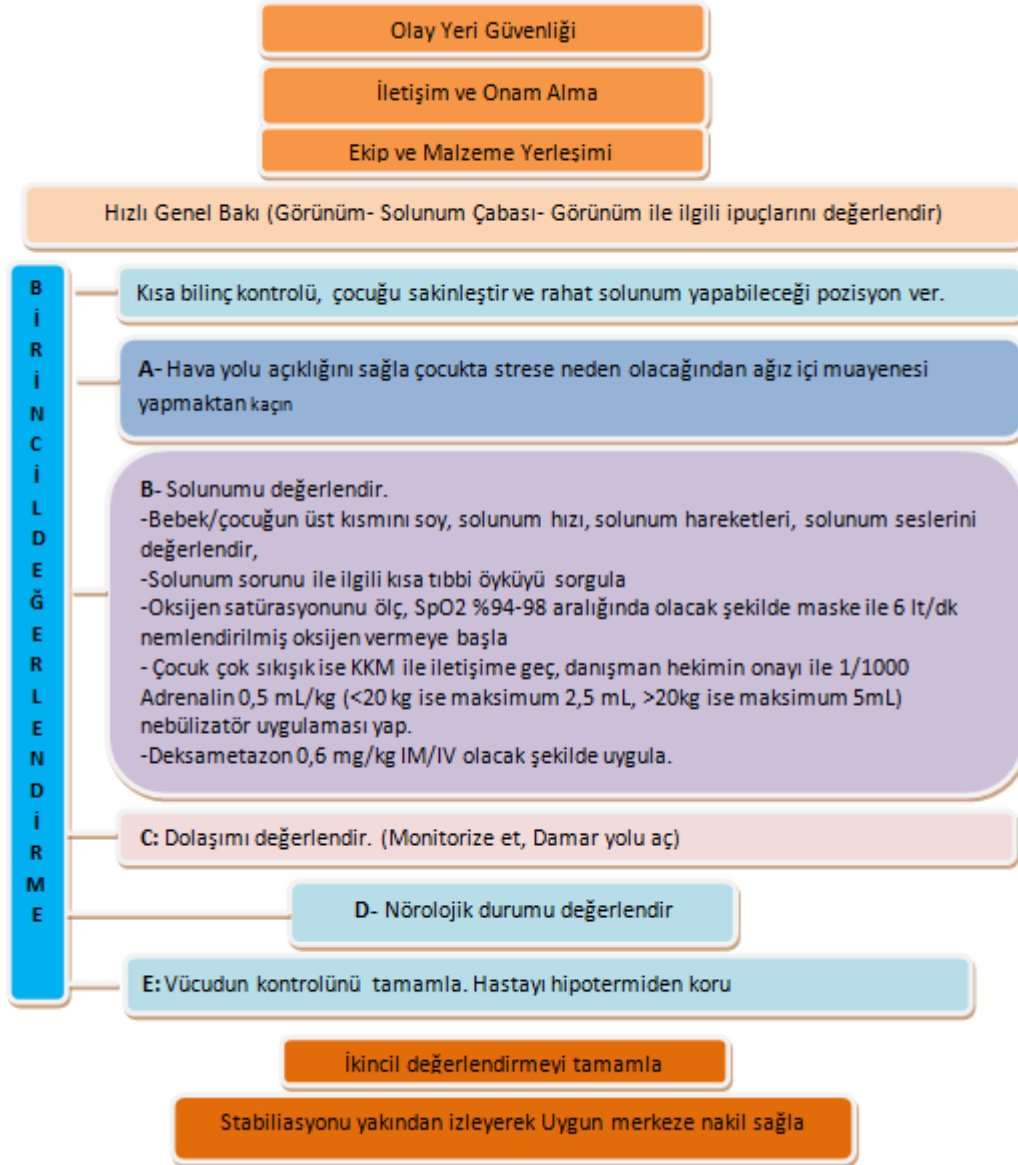 Olay Yeri Güvenliği
İletişim ve Onam Alma
Ekip ve Malzeme Yerleşimi
Hızlı Genel Bakı (Görünüm- Solunum Çabası- Görünüm ile ilgili ipuçlarını değerlendir)
BİRİNCİL DEĞERLENDİRME
Kısa bilinç kontrolü, çocuğu sakinleştir ve rahat solunum yapabileceği pozisyon ver.
A- Hava yolu açıklığını sağla çocukta strese neden olacağından ağız içi muayenesi
yapmaktan kaçın
B- Solunumu değerlendir.
-Bebek/çocuğun üst kısmını soy, solunum hızı, solunum hareketleri, solunum seslerini
değerlendir,
-Solunum sorunu ile ilgili kısa tıbbi öyküyü sorgula
-Oksijen satürasyonunu ölç, SpO2 %94-98 aralığında olacak şekilde maske ile 6 lt/dk
nemlendirilmiş oksijen vermeye başla
- Çocuk çok sıkışık ise KKM ile iletişime geç, danışman hekimin onayı ile 1/1000
Adrenalin 0,5 mL/kg (<20 kg ise maksimum 2,5 mL, >20kg ise maksimum 5mL)
nebülizatör uygulaması yap.
-Deksametazon 0,6 mg/kg IM/IV olacak şekilde uygula.
C: Dolaşımı değerlendir. (Monitorize et, Damar yolu aç)
D- Nörolojik durumu değerlendir
E: Vücudun kontrolünü tamamla. Hastayı hipotermiden koru
İkincil değerlendirmeyi tamamla
Stabiliasyonu yakından izleyerek Uygun merkeze nakil sağla